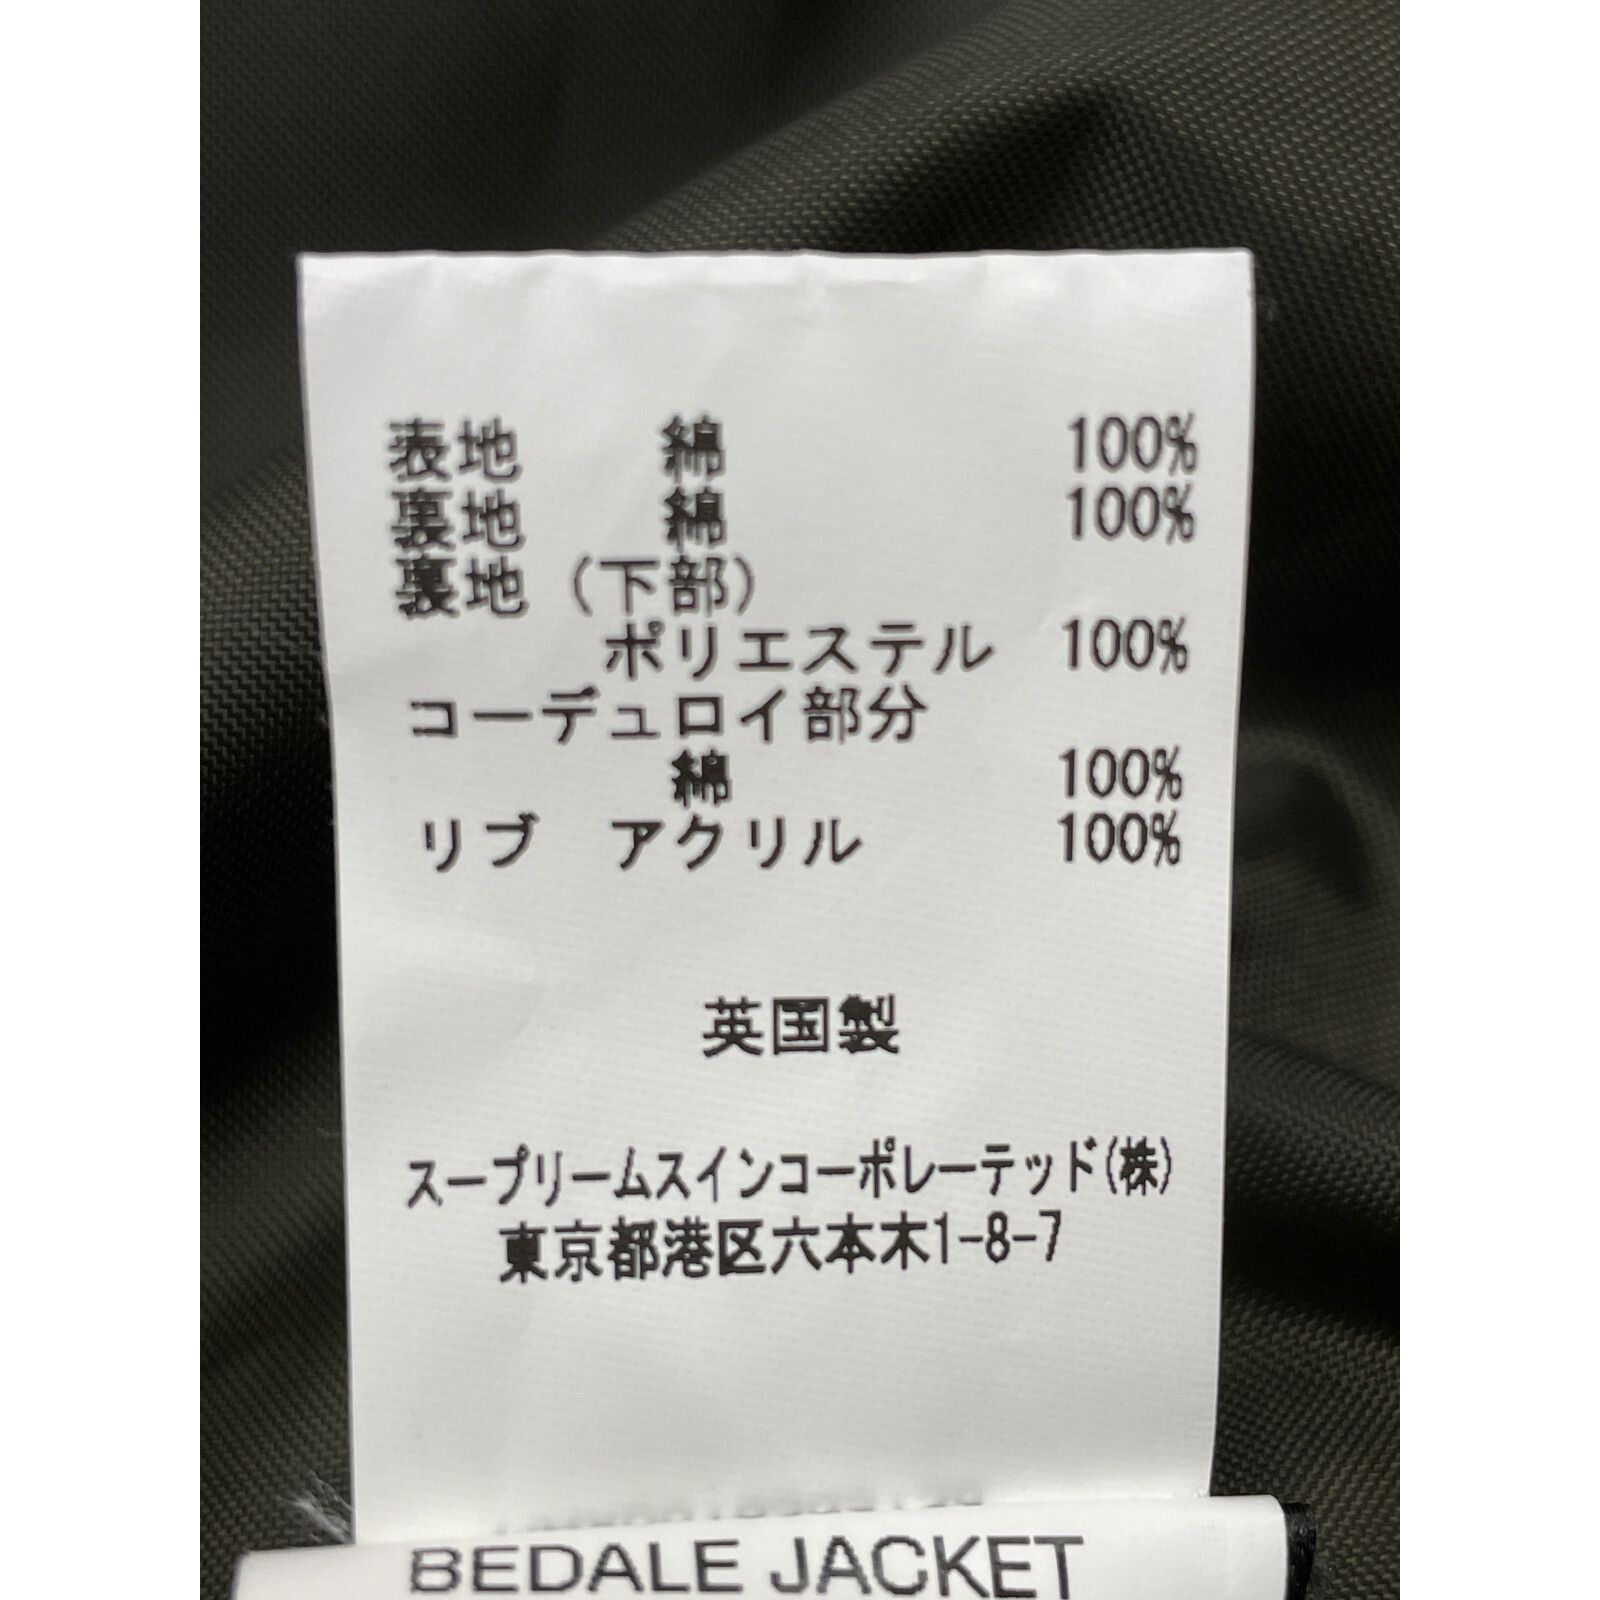 表地 綿 100%
裏地 綿 100%
裏地 (下部)
ポリエステル 100%
コーデュロイ部分
綿 100%
リブ アクリル 100%
英国製
スープリームスインコーポレーテッド(株)
東京都港区六本木1-8-7
BEDALE JACKET